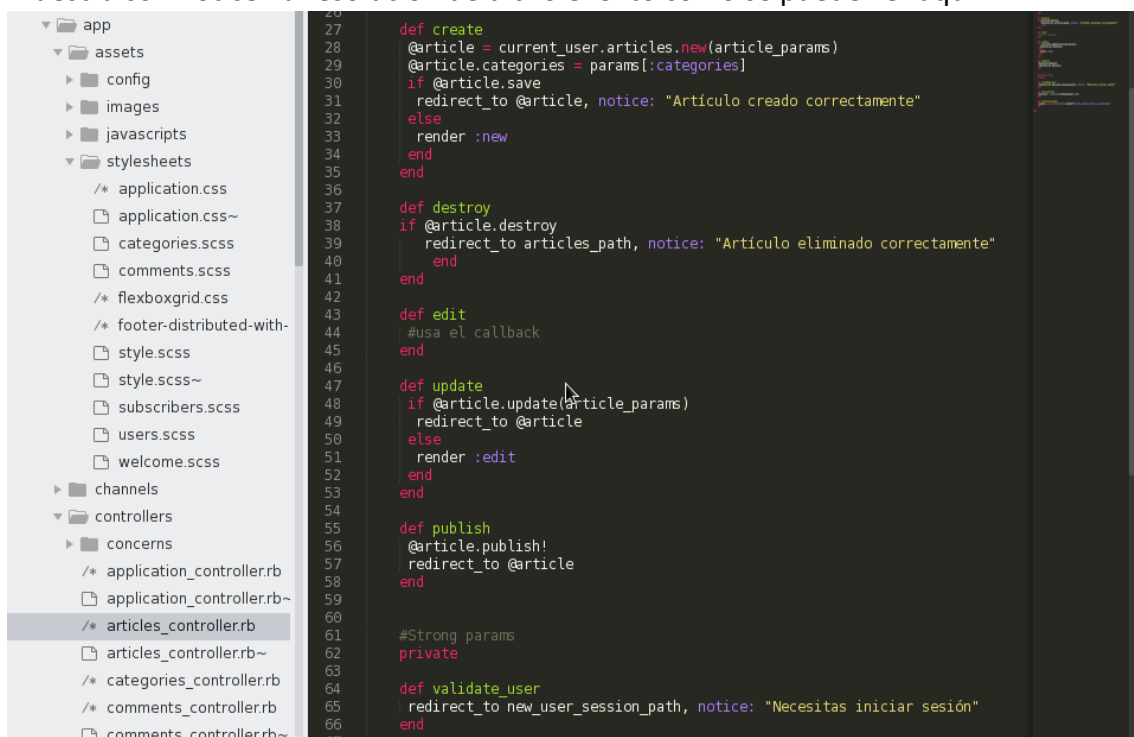 app
assets
config
images
javascripts
stylesheets
/* application.css
application.css~
categories.scss
comments.scss
/* flexboxgrid.css
/* footer-distributed-with-
style.scss
style.scss~
subscribers.scss
users.scss
welcome.scss
channels
controllers
concerns
/* application_controller.rb
application_controller.rb~
/* articles_controller.rb
articles_controller.rb~
/* categories_controller.rb
/* comments_controller.rb
comments_controller.rb~
26
27 def create
28 @article = current_user.articles.new(article_params)
29 @article.categories = params[:categories]
30 if @article.save
31 redirect_to @article, notice: "Artículo creado correctamente"
32 else
33 render :new
34 end
35 end
36
37 def destroy
38 if @article.destroy
39 redirect_to articles_path, notice: "Artículo eliminado correctamente"
40 end
41 end
42
43 def edit
44 #usa el callback
45 end
46
47 def update
48 if @article.update(article_params)
49 redirect_to @article
50 else
51 render :edit
52 end
53 end
54
55 def publish
56 @article.publish!
57 redirect_to @article
58 end
59
60
61 #Strong params
62 private
63
64 def validate_user
65 redirect_to new_user_session_path, notice: "Necesitas iniciar sesión"
66 end